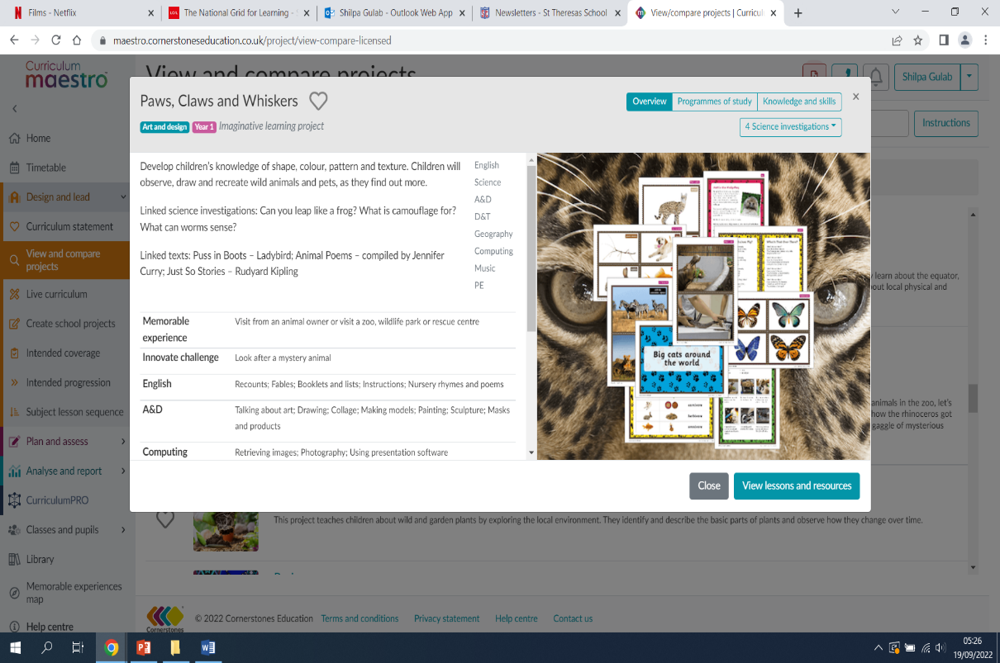 Films - Netflix
The National Grid for Learning -
Shilpa Gulab - Outlook Web App
Newsletters - St Theresas School
View/compare projects | Curricul
maestro.cornerstoneseducation.co.uk/project/view-compare-licensed
Curriculum
maestro
View and compare projects
Shilpa Gulab
Instructions
Home
Timetable
Design and lead
Curriculum statement
View and compare
projects
Live curriculum
Create school projects
Intended coverage
Intended progression
Subject lesson sequence
Plan and assess
Analyse and report
CurriculumPRO
Classes and pupils
Library
Memorable experiences
map
Help centre
Paws, Claws and Whiskers
Art and design Year 1 Imaginative learning project
Overview Programmes of study Knowledge and skills
4 Science investigations
Develop children's knowledge of shape, colour, pattern and texture. Children will
observe, draw and recreate wild animals and pets, as they find out more.
Linked science investigations: Can you leap like a frog? What is camouflage for?
What can worms sense?
Linked texts: Puss in Boots – Ladybird; Animal Poems – compiled by Jennifer
Curry; Just So Stories – Rudyard Kipling
English
Science
A&D
D&T
Geography
Computing
Music
PE
Memorable
experience
Visit from an animal owner or visit a zoo, wildlife park or rescue centre
Innovate challenge
Look after a mystery animal
English
Recounts; Fables; Booklets and lists; Instructions; Nursery rhymes and poems
A&D
Talking about art; Drawing; Collage; Making models; Painting; Sculpture; Masks
and products
Computing
Retrieving images; Photography; Using presentation software
Big cats around
the world
Close
View lessons and resources
learn about the equator,
out local physical and
animals in the zoo, let's
how the rhinoceros got
gaggle of mysterious
This project teaches children about wild and garden plants by exploring the local environment. They identify and describe the basic parts of plants and observe how they change over time.
Cornerstones
© 2022 Cornerstones Education Terms and conditions Privacy statement Help centre Contact us
05:26
19/09/2022